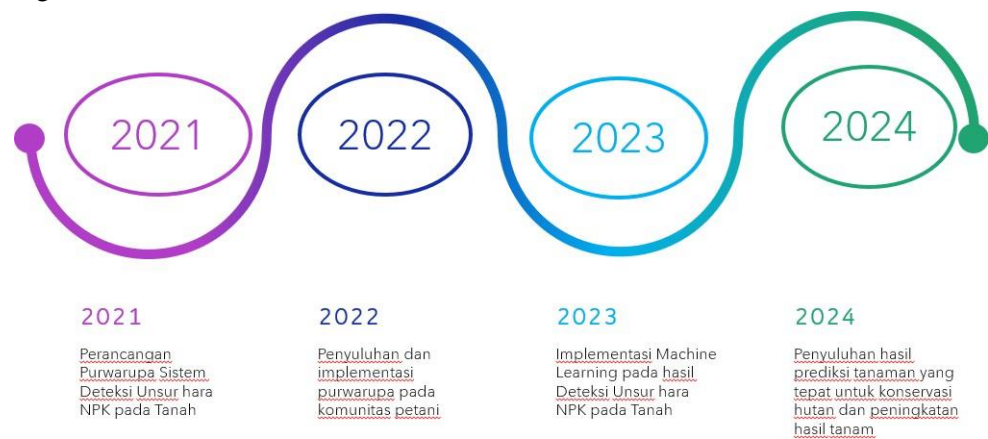 2021
2022
2023
2024
2021
Perancangan
Purwarupa Sistem
Deteksi Unsur hara
NPK pada Tanah
2022
Penyuluhan dan
implementasi
purwarupa pada
komunitas petani
2023
Implementasi Machine
Learning pada hasil
Deteksi Unsur hara
NPK pada Tanah
2024
Penyuluhan hasil
prediksi tanaman yang
tepat untuk konservasi
hutan dan peningkatan
hasil tanam